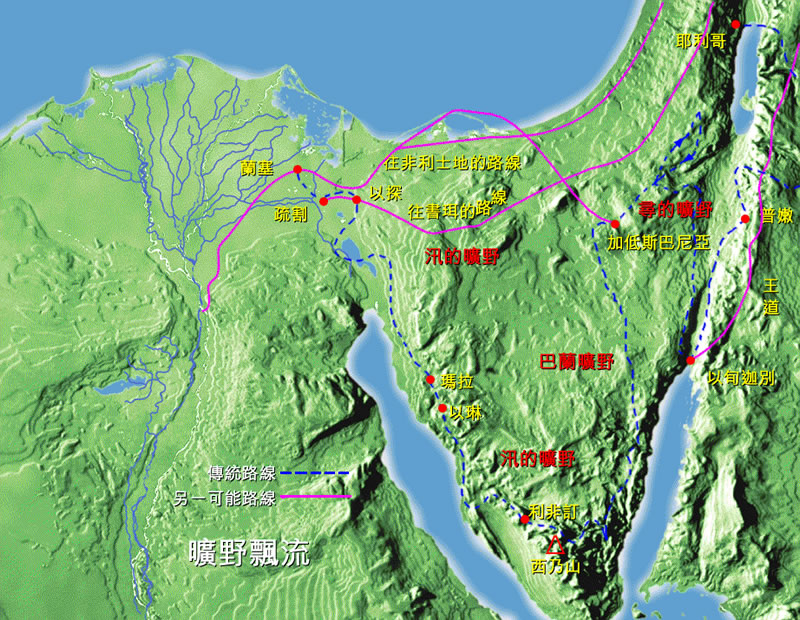 耶利哥
往非利士地的路線
蘭塞
以探
疏割
往書珥的路線
尋的曠野
普嫩
加低斯巴尼亞
汛的曠野
王道
巴蘭曠野
以旬迦別
瑪拉
以琳
汛的曠野
傳統路線
另一可能路線
利非訂
曠野飄流
西乃山